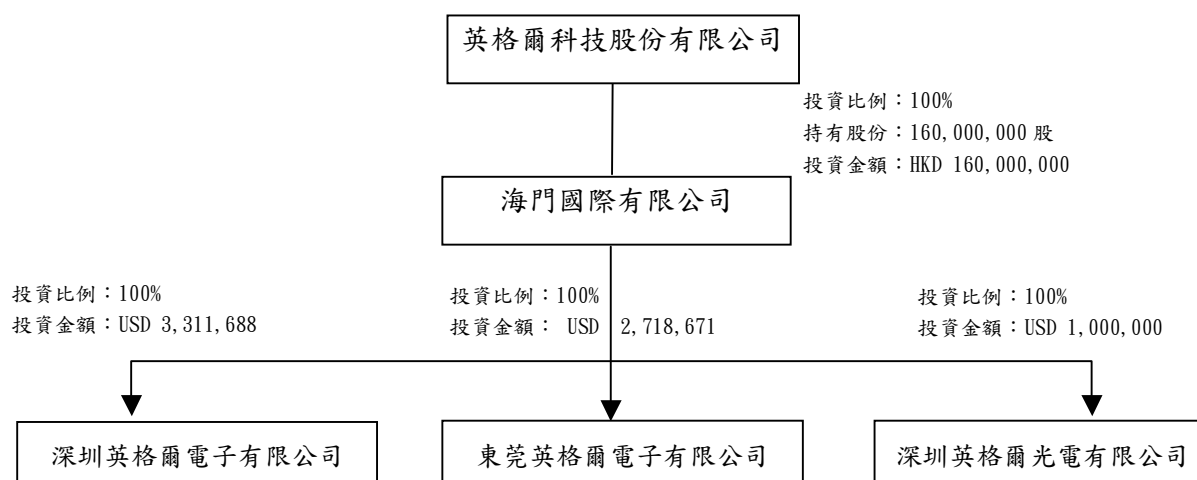 英格爾科技股份有限公司
投資比例：100%
持有股份：160,000,000 股
投資金額：HKD 160,000,000
海門國際有限公司
投資比例：100%
投資金額：USD 3,311,688
投資比例：100%
投資金額： USD 2,718,671
投資比例：100%
投資金額：USD 1,000,000
深圳英格爾電子有限公司
東莞英格爾電子有限公司
深圳英格爾光電有限公司